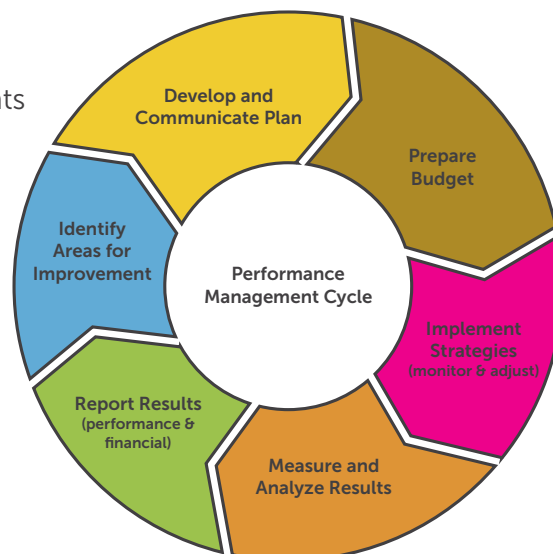 nts
Develop and
Communicate Plan
Prepare
Budget
Identify
Areas for
Improvement
Performance
Management Cycle
Implement
Strategies
(monitor & adjust)
Report Results
(performance &
financial)
Measure and
Analyze Results